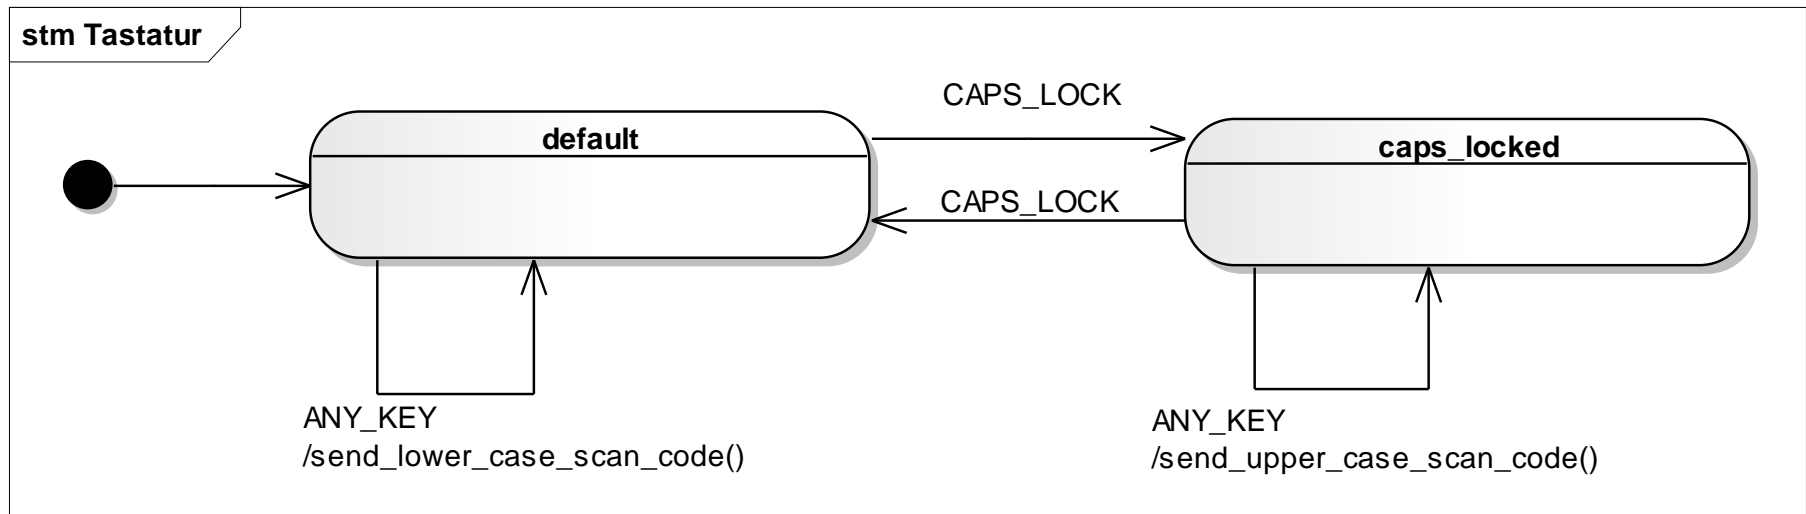 stm Tastatur
CAPS_LOCK
default
caps_locked
CAPS_LOCK
ANY_KEY
/send_lower_case_scan_code()
ANY_KEY
/send_upper_case_scan_code()